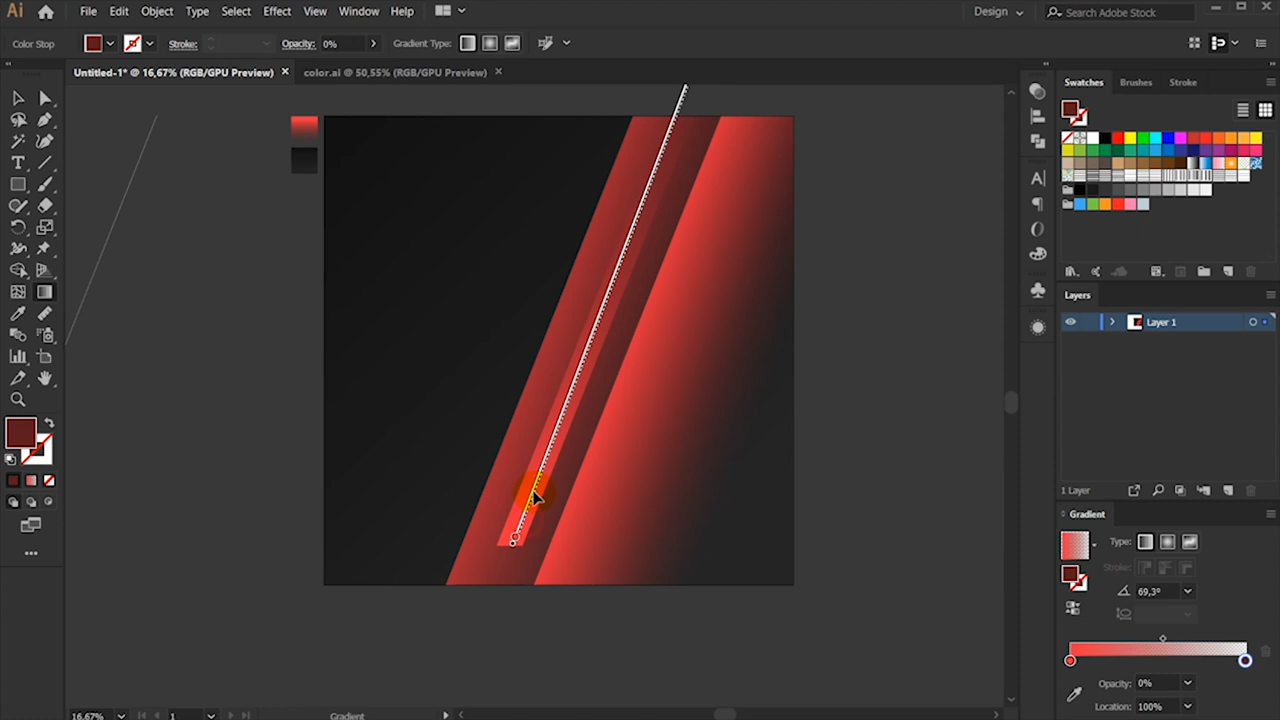 Ai File Edit Object Type Select Effect View Window Help Design Search Adobe Stock
Color Stop Stroke: Opacity: 0% Gradient Type:
Untitled-1* @ 16,67% (RGB/GPU Preview) × color.ai @ 50,55% (RGB/GPU Preview) ×
Swatches Brushes Stroke
Layers
Layer 1
1 Layer
Gradient
Type:
Stroke:
69,3°
Opacity: 0%
Location: 100%
16,67% 1 Gradient